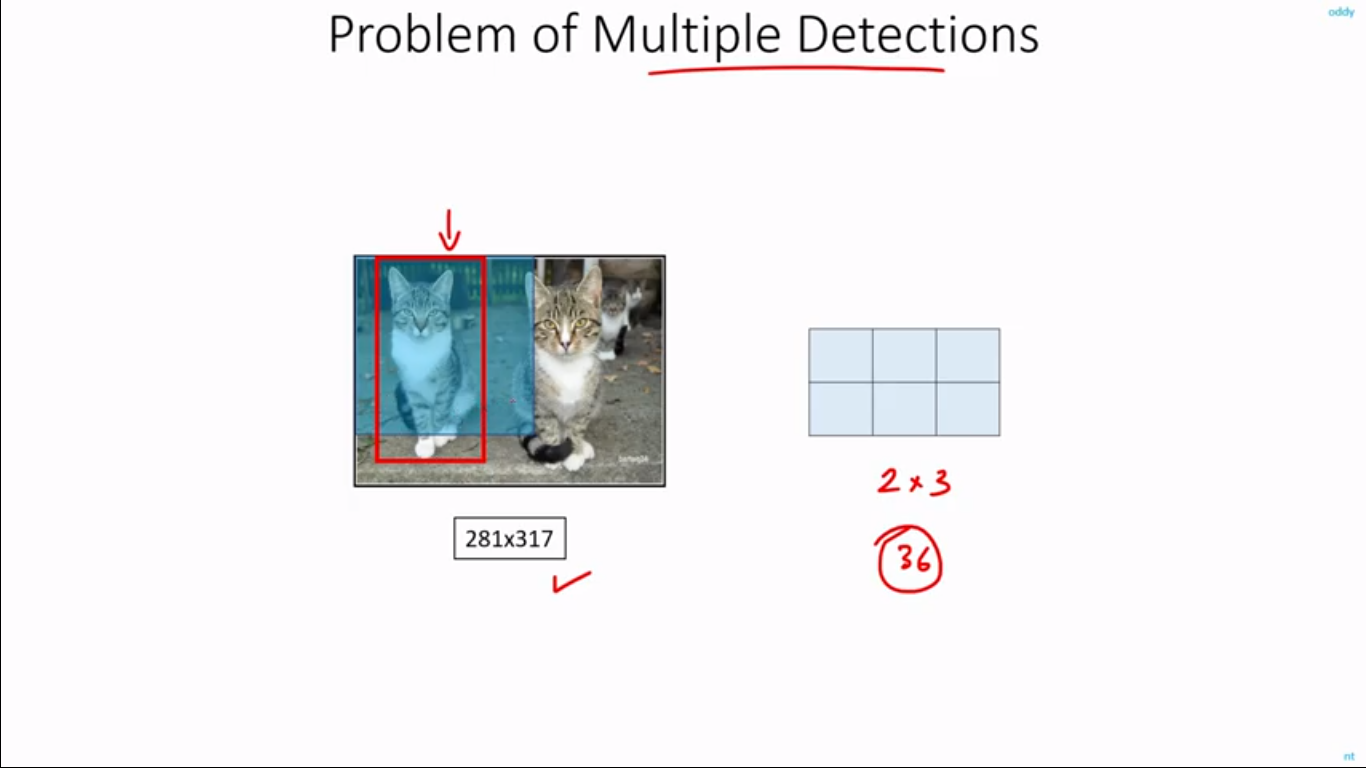 oddy
Problem of Multiple Detections
281x317
2 x 3
36
nt